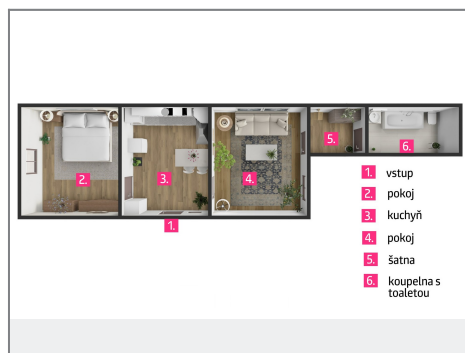 2.
3.
4.
5.
6.
1.
1. vstup
2. pokoj
3. kuchyň
4. pokoj
5. šatna
6. koupelna s
toaletou